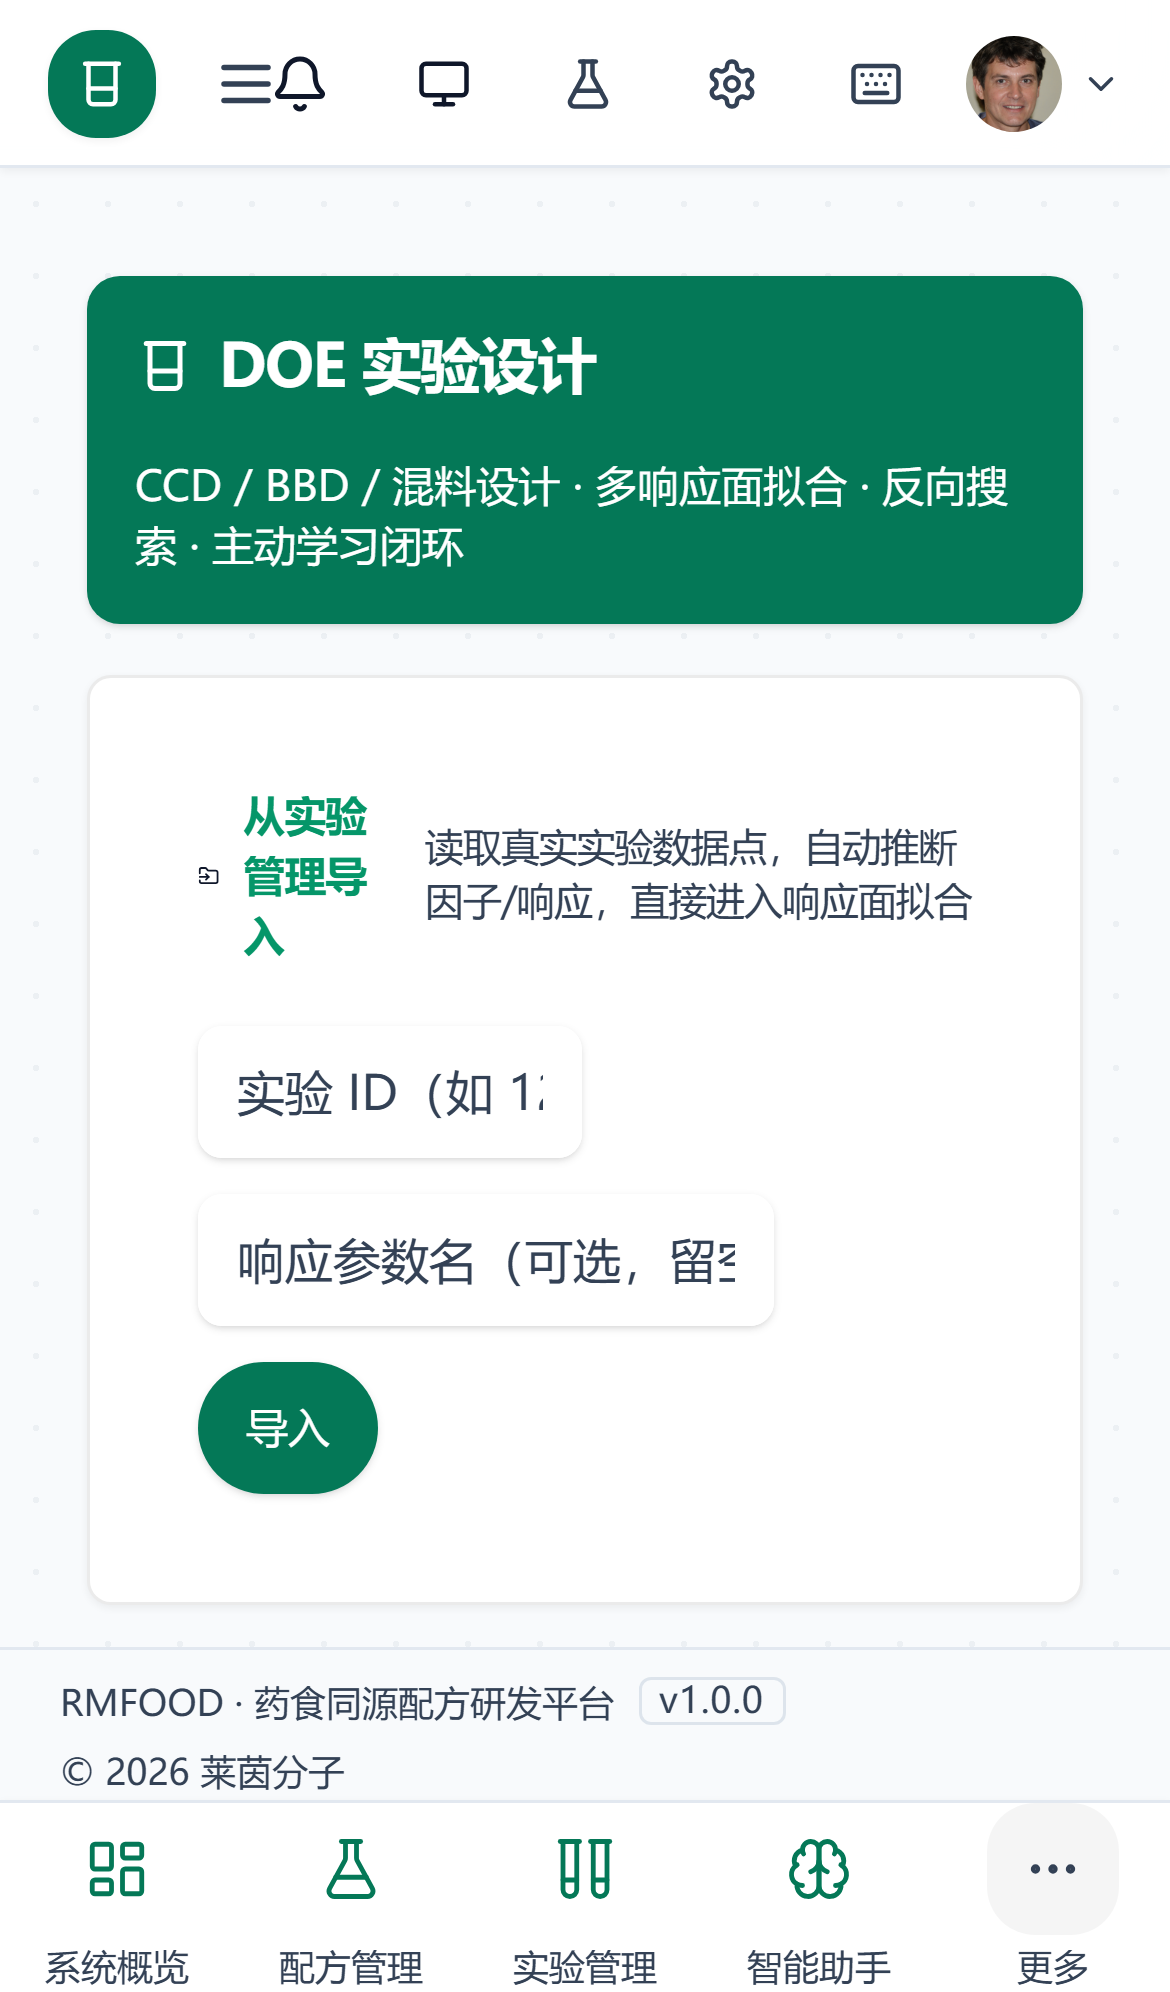 DOE 实验设计
CCD / BBD / 混料设计 · 多响应面拟合 · 反向搜
索 · 主动学习闭环
从实验
管理导
入
读取真实实验数据点，自动推断
因子/响应，直接进入响应面拟合
实验 ID（如 12
响应参数名（可选，留空
导入
RMFOOD · 药食同源配方研发平台 v1.0.0
© 2026 莱茵分子
系统概览 配方管理 实验管理 智能助手 更多